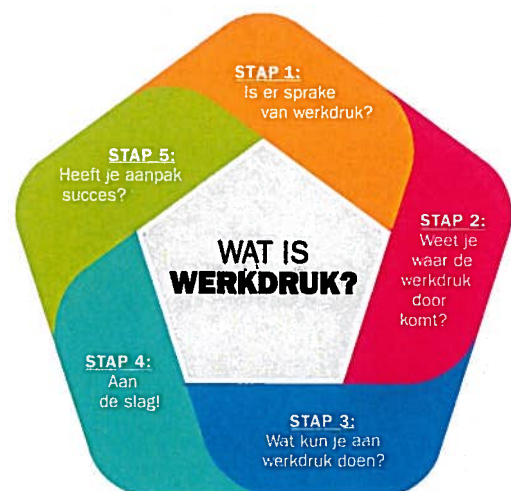 STAP 1:
Is er sprake
van werkdruk?
STAP 2:
Weet je
waar de
werkdruk
door
komt?
STAP 3:
Wat kun je aan
werkdruk doen?
STAP 4:
Aan
de slag!
STAP 5:
Heeft je aanpak
succes?
WAT IS
WERKDRUK?